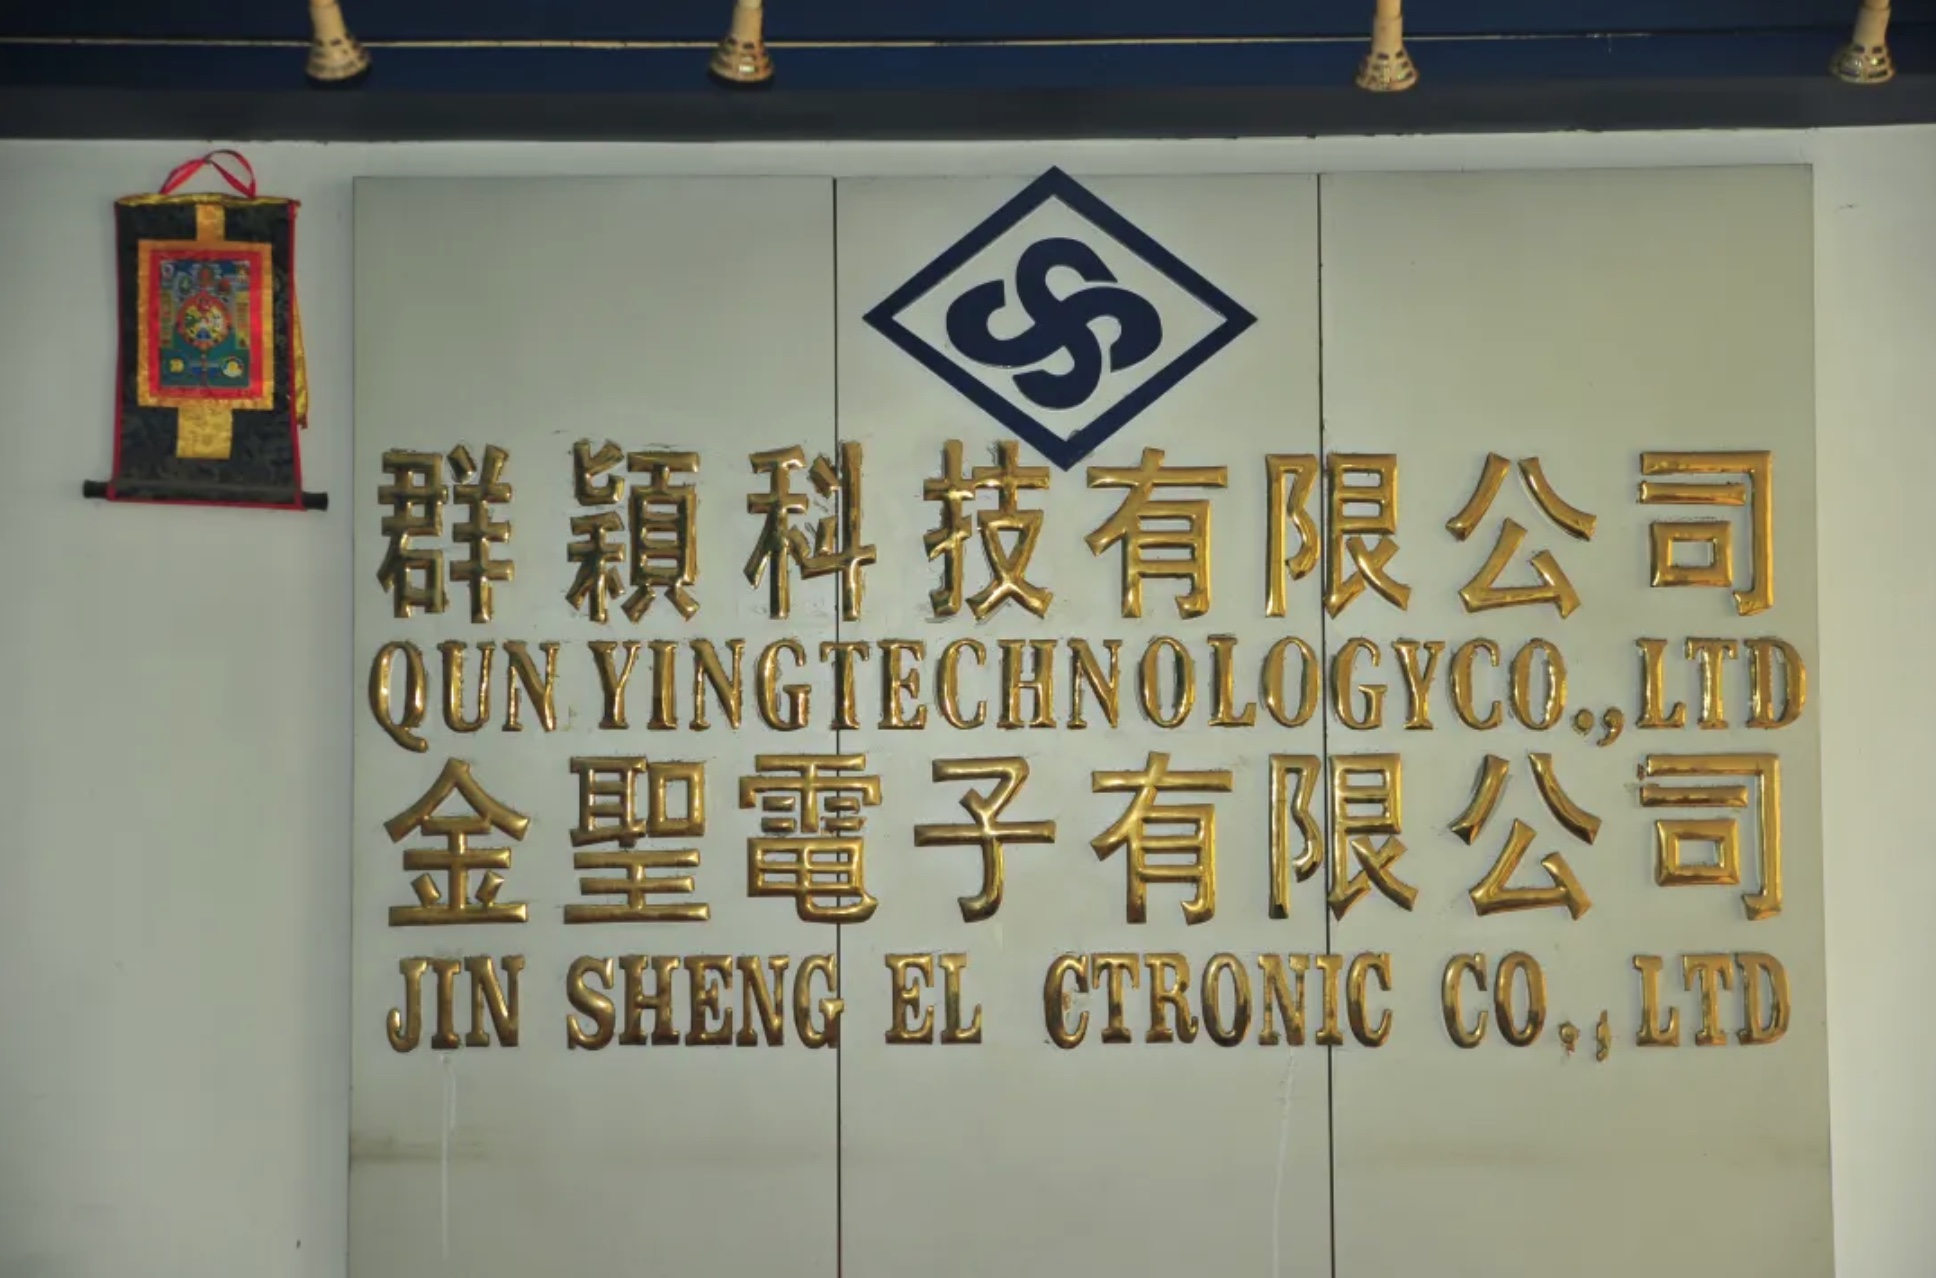 群穎科技有限公司
QUN YINGTECHNOLOGYCO.,LTD
金聖電子有限公司
JIN SHENG EL CTRONIC CO.,LTD